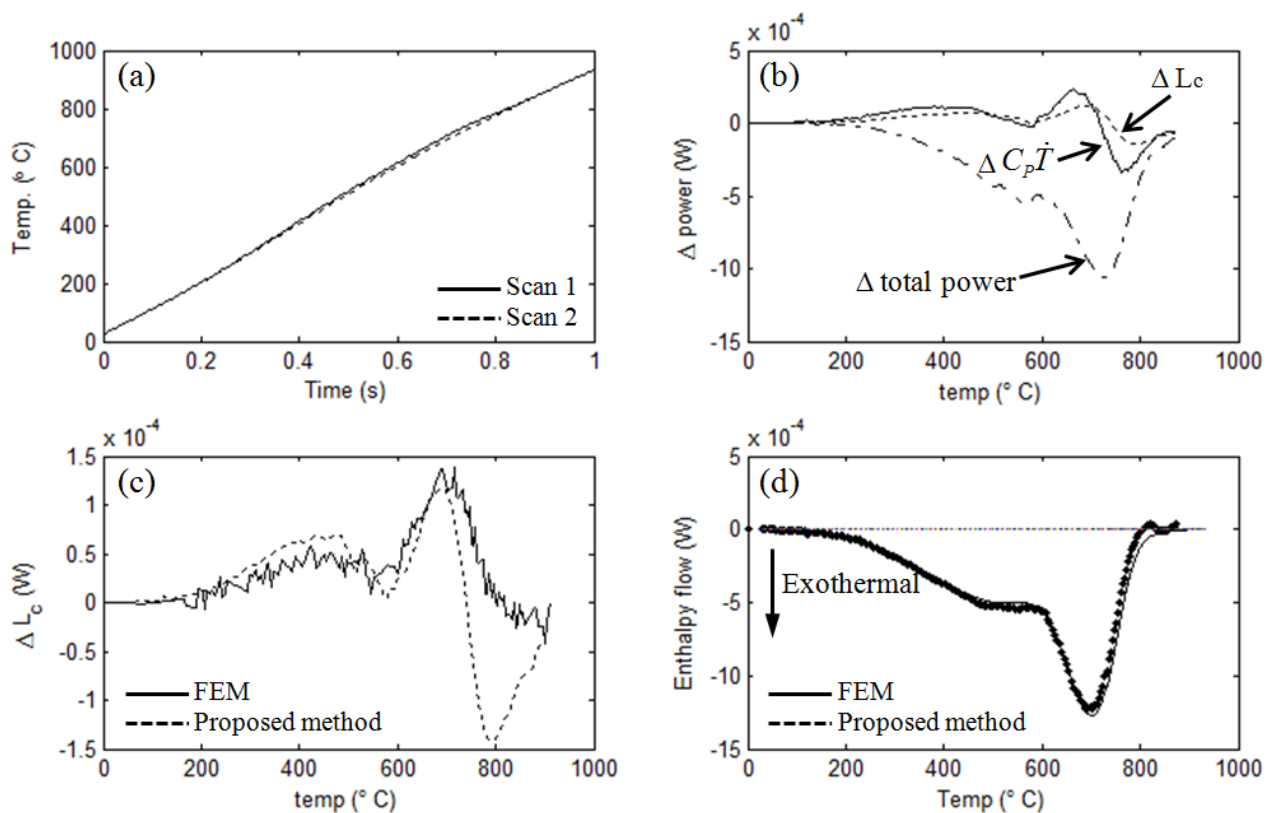 (a)
1000
800
600
400
200
0
Temp. (° C)
0 0.2 0.4 0.6 0.8 1
Time (s)
Scan 1
Scan 2
(b)
x 10⁻⁴
5
0
-5
-10
-15
Δ power (W)
0 200 400 600 800 1000
temp (° C)
Δ Lc
Δ C_P Ṫ
Δ total power
(c)
x 10⁻⁴
1.5
1
0.5
0
-0.5
-1
-1.5
Δ L_c (W)
0 200 400 600 800 1000
temp (° C)
FEM
Proposed method
(d)
x 10⁻⁴
5
0
-5
-10
-15
Enthalpy flow (W)
0 200 400 600 800 1000
Temp (° C)
Exothermal
FEM
Proposed method